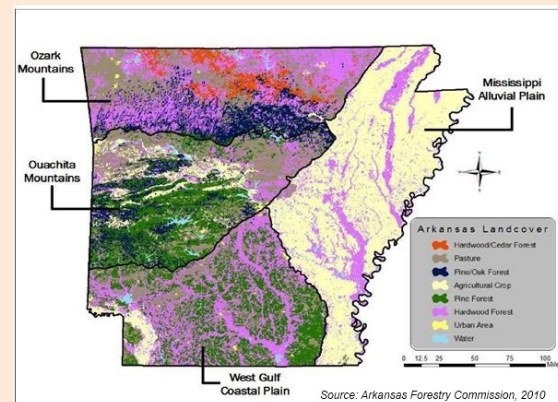 Ozark
Mountains
Mississippi
Alluvial Plain
Ouachita
Mountains
Arkansas Landcover
Hardwood/Cedar Forest
Pasture
Pine/Oak Forest
Agricultural Crop
Pine Forest
Hardwood Forest
Urban Area
Water
0 12.5 25 50 75 100
West Gulf
Coastal Plain
Source: Arkansas Forestry Commission, 2010